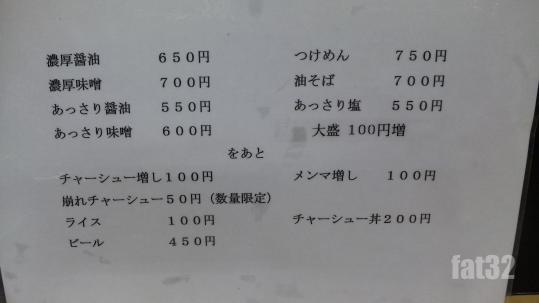 濃厚醤油 650円 つけめん 750円
濃厚味噌 700円 油そば 700円
あっさり醤油 550円 あっさり塩 550円
あっさり味噌 600円 大盛 100円増
をあと
チャーシュー増し100円 メンマ増し 100円
崩れチャーシュー50円(数量限定)
ライス 100円 チャーシュー丼200円
ビール 450円
fat32